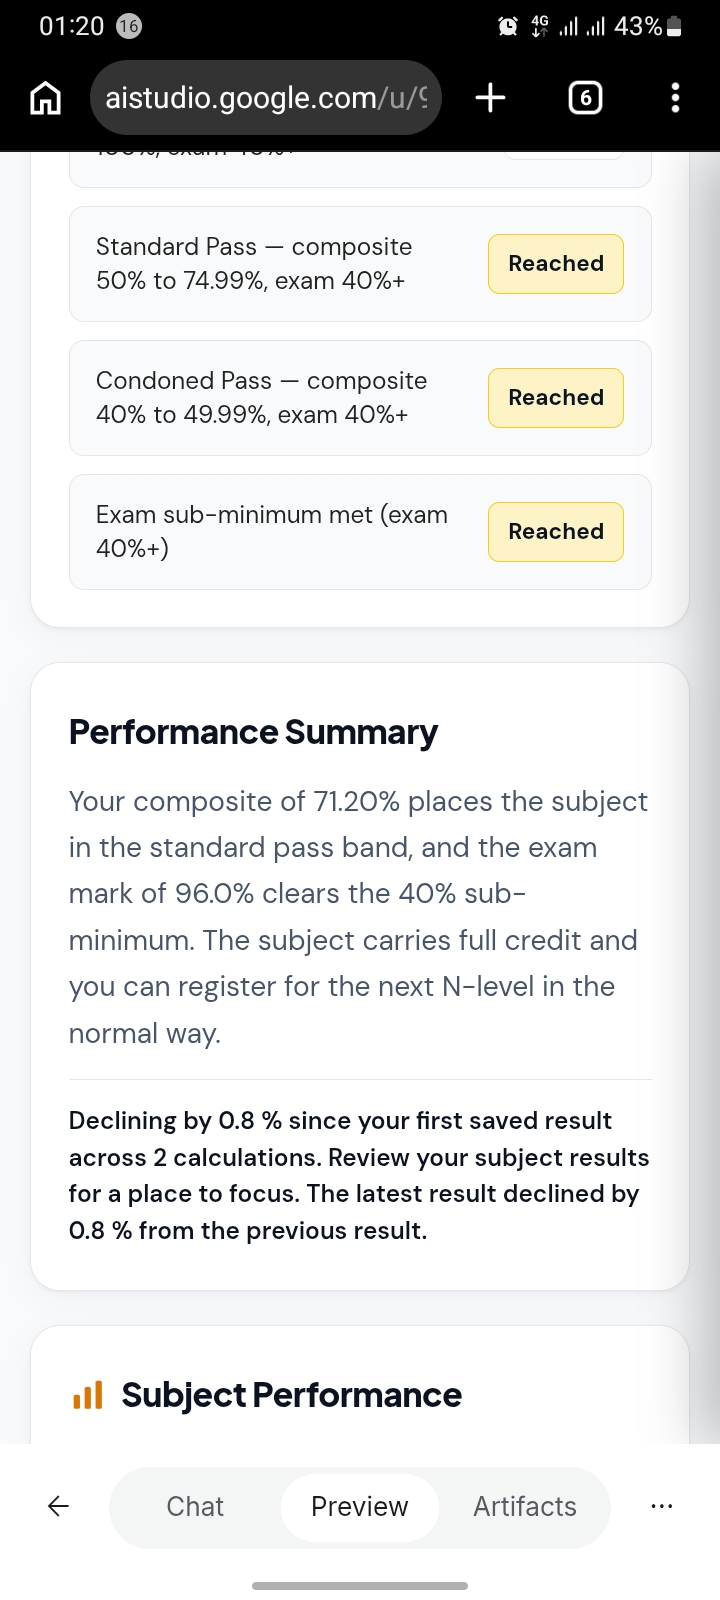 01:20 16 4G 43%
aistudio.google.com/u/9
6
100%, exam 40%+
Standard Pass — composite
50% to 74.99%, exam 40%+
Reached
Condoned Pass — composite
40% to 49.99%, exam 40%+
Reached
Exam sub-minimum met (exam
40%+)
Reached
Performance Summary
Your composite of 71.20% places the subject
in the standard pass band, and the exam
mark of 96.0% clears the 40% sub-
minimum. The subject carries full credit and
you can register for the next N-level in the
normal way.
Declining by 0.8 % since your first saved result
across 2 calculations. Review your subject results
for a place to focus. The latest result declined by
0.8 % from the previous result.
Subject Performance
Chat
Preview
Artifacts